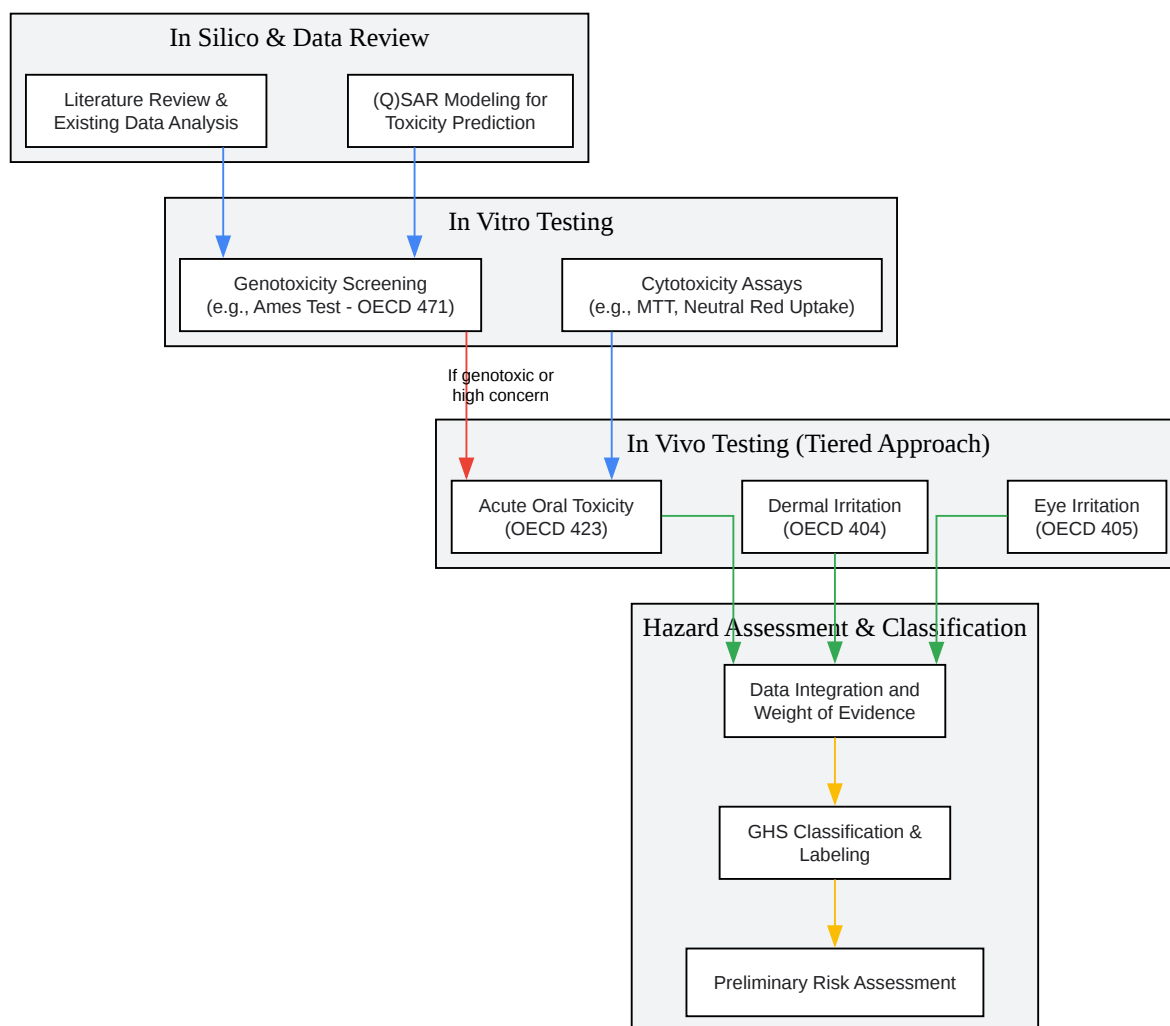 In Silico & Data Review
Literature Review &
Existing Data Analysis
(Q)SAR Modeling for
Toxicity Prediction
In Vitro Testing
Genotoxicity Screening
(e.g., Ames Test - OECD 471)
Cytotoxicity Assays
(e.g., MTT, Neutral Red Uptake)
If genotoxic or
high concern
In Vivo Testing (Tiered Approach)
Acute Oral Toxicity
(OECD 423)
Dermal Irritation
(OECD 404)
Eye Irritation
(OECD 405)
Hazard Assessment & Classification
Data Integration and
Weight of Evidence
GHS Classification &
Labeling
Preliminary Risk Assessment